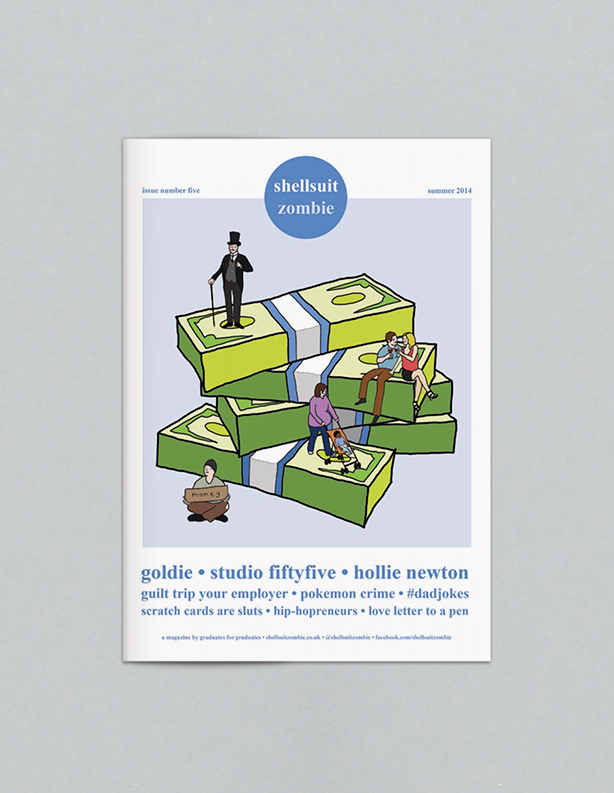 issue number five
shellsuit
zombie
summer 2014
money
goldie • studio fiftyfive • hollie newton
guilt trip your employer • pokemon crime • #dadjokes
scratch cards are sluts • hip-hopreneurs • love letter to a pen
a magazine by graduates for graduates • shellsuitzombie.co.uk • @shellsuitzombie • facebook.com/shellsuitzombie